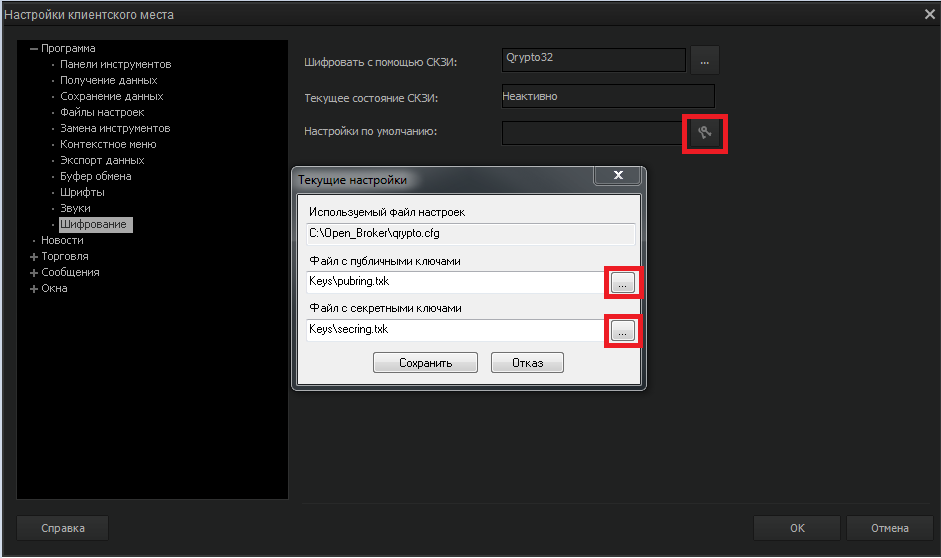 Настройки клиентского места
Программа
Панели инструментов
Получение данных
Сохранение данных
Файлы настроек
Замена инструментов
Контекстное меню
Экспорт данных
Буфер обмена
Шрифты
Звуки
Шифрование
Новости
Торговля
Сообщения
Окна
Шифровать с помощью СКЗИ:
Qrypto32
...
Текущее состояние СКЗИ:
Неактивно
Настройки по умолчанию:
Текущие настройки
Используемый файл настроек
C:\Open_Broker\qrypto.cfg
Файл с публичными ключами
Keys\pubring.txk
...
Файл с секретными ключами
Keys\secring.txk
...
Сохранить
Отказ
Справка
OK
Отмена